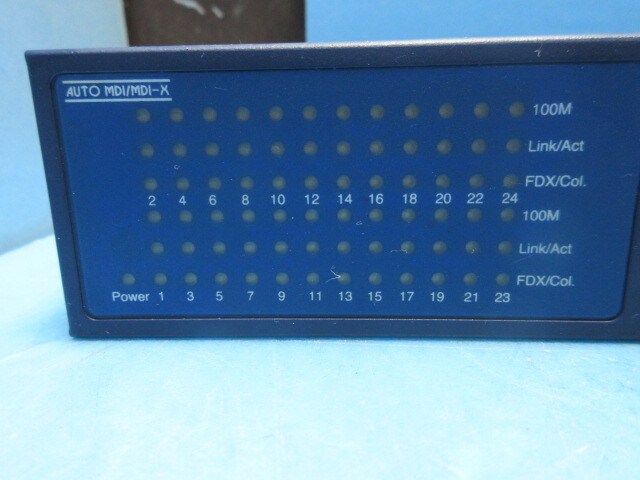 AUTO MDI/MDI-X
100M
Link/Act
FDX/Col.
2 4 6 8 10 12 14 16 18 20 22 24
100M
Link/Act
FDX/Col.
Power 1 3 5 7 9 11 13 15 17 19 21 23